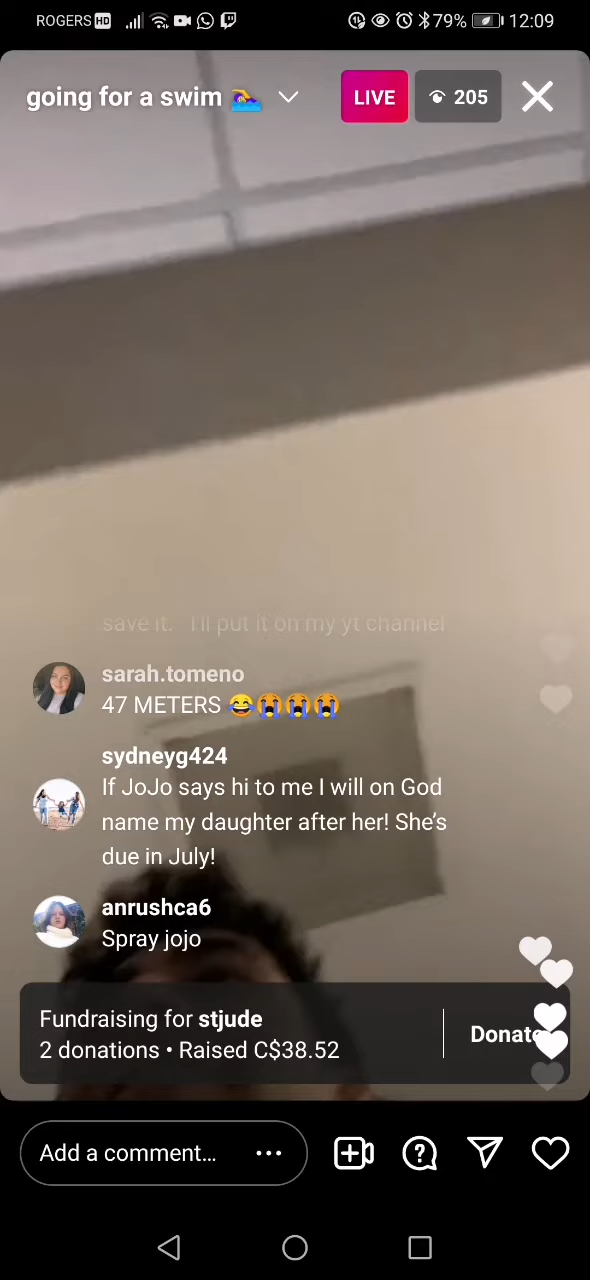 ROGERS HD 79% 12:09
going for a swim 🏊‍♀️ LIVE 205
save it. I'll put it on my yt channel
sarah.tomeno
47 METERS 😂😭😭😭
sydneyg424
If JoJo says hi to me I will on God
name my daughter after her! She's
due in July!
anrushca6
Spray jojo
Fundraising for stjude
2 donations • Raised C$38.52
Donate
Add a comment...